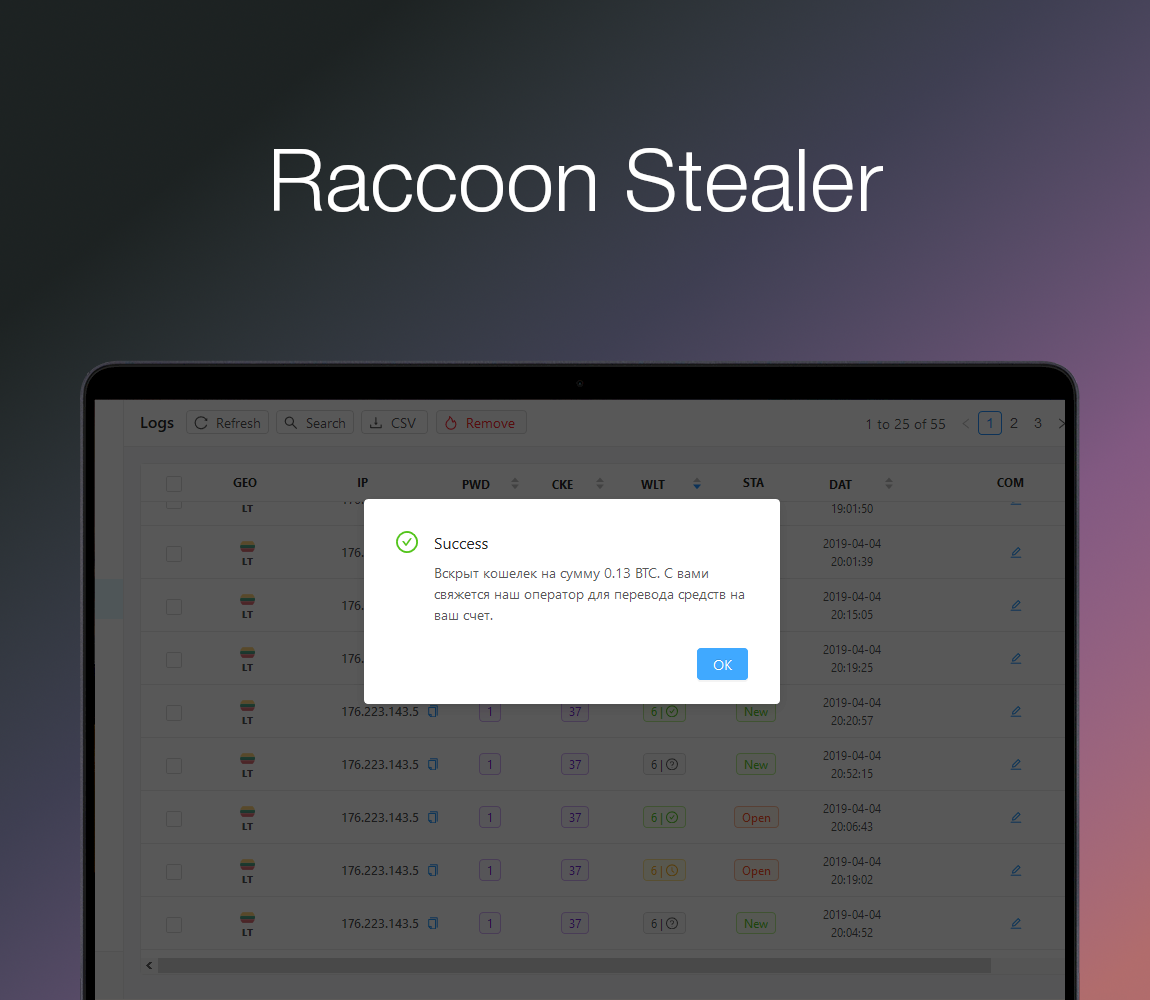 Raccoon Stealer
Logs Refresh Search CSV Remove 1 to 25 of 55 1 2 3
GEO IP PWD CKE WLT STA DAT COM
LT 19:01:50
176. 2019-04-04
LT 20:01:39
176. 2019-04-04
LT 20:15:05
176. 2019-04-04
LT 20:19:25
Success
Вскрыт кошелек на сумму 0.13 BTC. С вами
свяжется наш оператор для перевода средств на
ваш счет.
OK
176.223.143.5 1 37 6| New 2019-04-04
LT 20:20:57
176.223.143.5 1 37 6| New 2019-04-04
LT 20:52:15
176.223.143.5 1 37 6| Open 2019-04-04
LT 20:06:43
176.223.143.5 1 37 6| Open 2019-04-04
LT 20:19:02
176.223.143.5 1 37 6| New 2019-04-04
LT 20:04:52